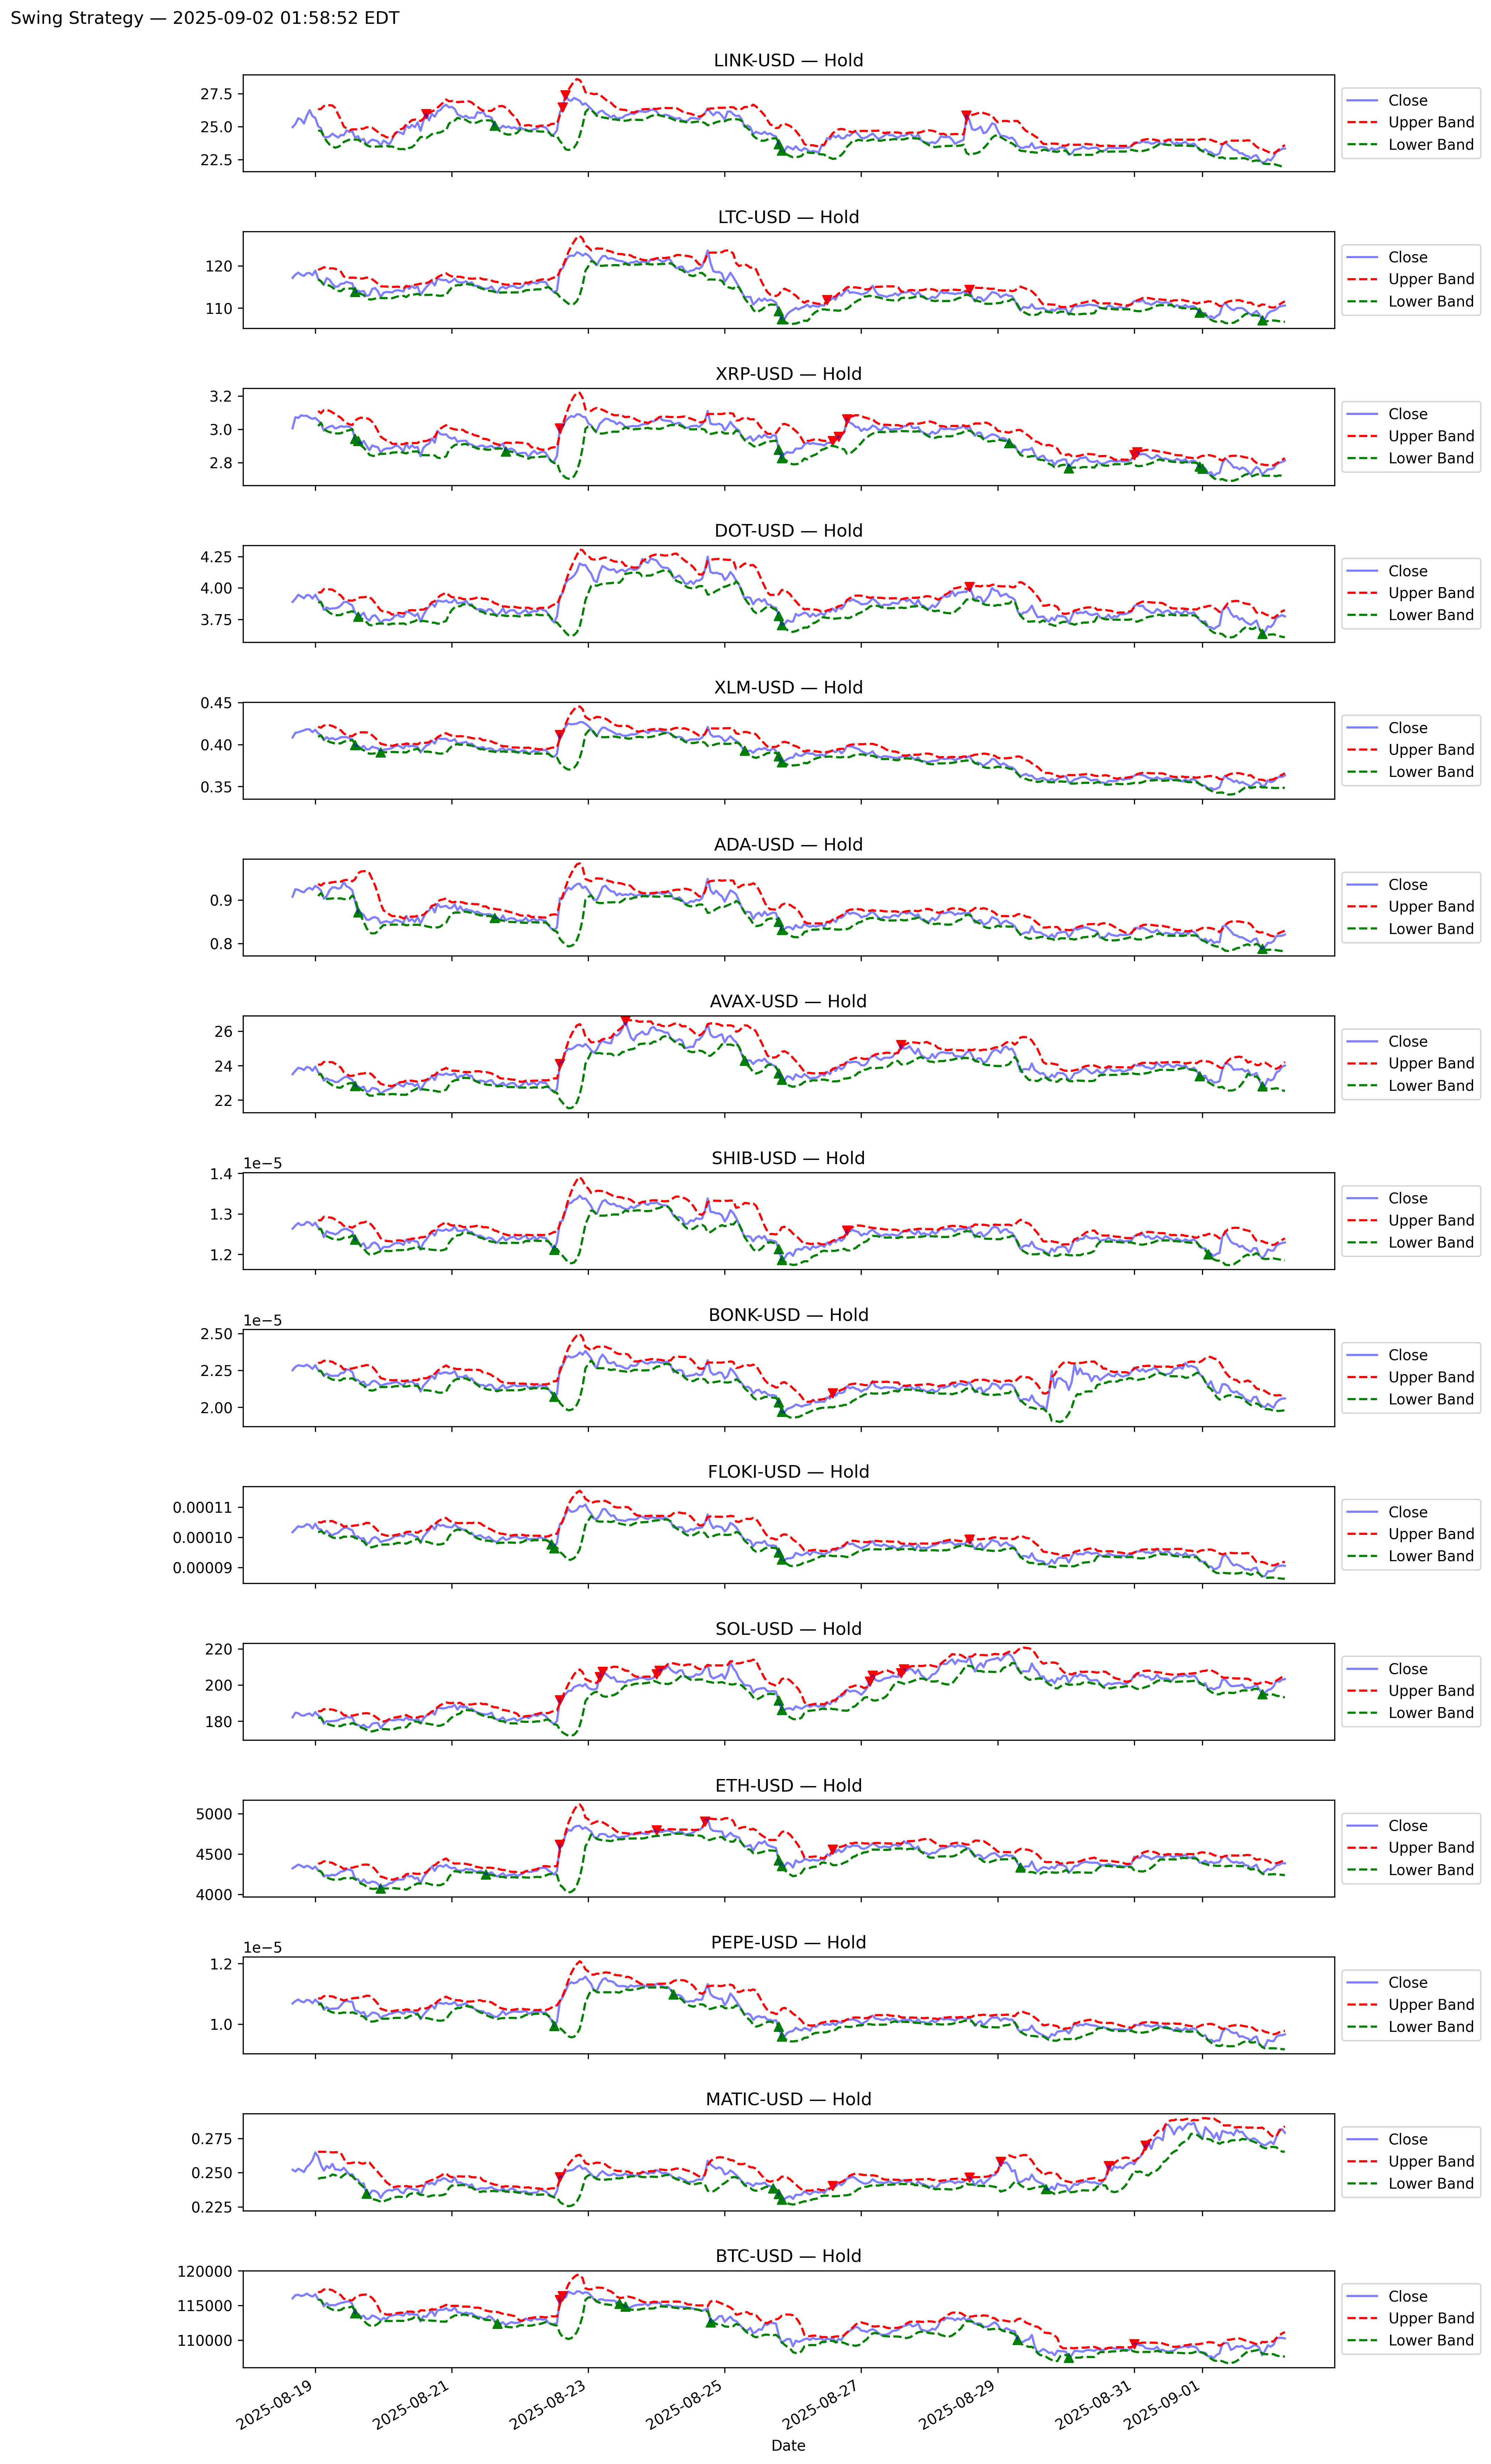 Swing Strategy — 2025-09-02 01:58:52 EDT
LINK-USD — Hold
27.5
25.0
22.5
Close
Upper Band
Lower Band
LTC-USD — Hold
120
110
Close
Upper Band
Lower Band
XRP-USD — Hold
3.2
3.0
2.8
Close
Upper Band
Lower Band
DOT-USD — Hold
4.25
4.00
3.75
Close
Upper Band
Lower Band
XLM-USD — Hold
0.45
0.40
0.35
Close
Upper Band
Lower Band
ADA-USD — Hold
0.9
0.8
Close
Upper Band
Lower Band
AVAX-USD — Hold
26
24
22
Close
Upper Band
Lower Band
SHIB-USD — Hold
1e−5
1.4
1.3
1.2
Close
Upper Band
Lower Band
BONK-USD — Hold
1e−5
2.50
2.25
2.00
Close
Upper Band
Lower Band
FLOKI-USD — Hold
0.00011
0.00010
0.00009
Close
Upper Band
Lower Band
SOL-USD — Hold
220
200
180
Close
Upper Band
Lower Band
ETH-USD — Hold
5000
4500
4000
Close
Upper Band
Lower Band
PEPE-USD — Hold
1e−5
1.2
1.0
Close
Upper Band
Lower Band
MATIC-USD — Hold
0.275
0.250
0.225
Close
Upper Band
Lower Band
BTC-USD — Hold
120000
115000
110000
Close
Upper Band
Lower Band
2025-08-19
2025-08-21
2025-08-23
2025-08-25
2025-08-27
2025-08-29
2025-08-31
2025-09-01
Date